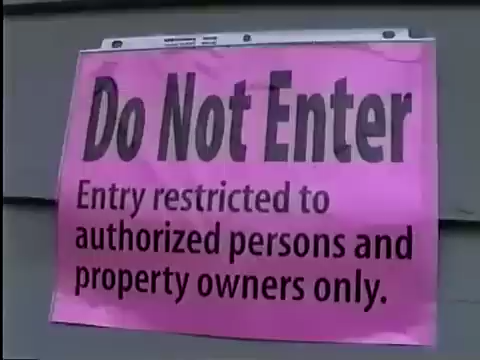 Do Not Enter
Entry restricted to
authorized persons and
property owners only.